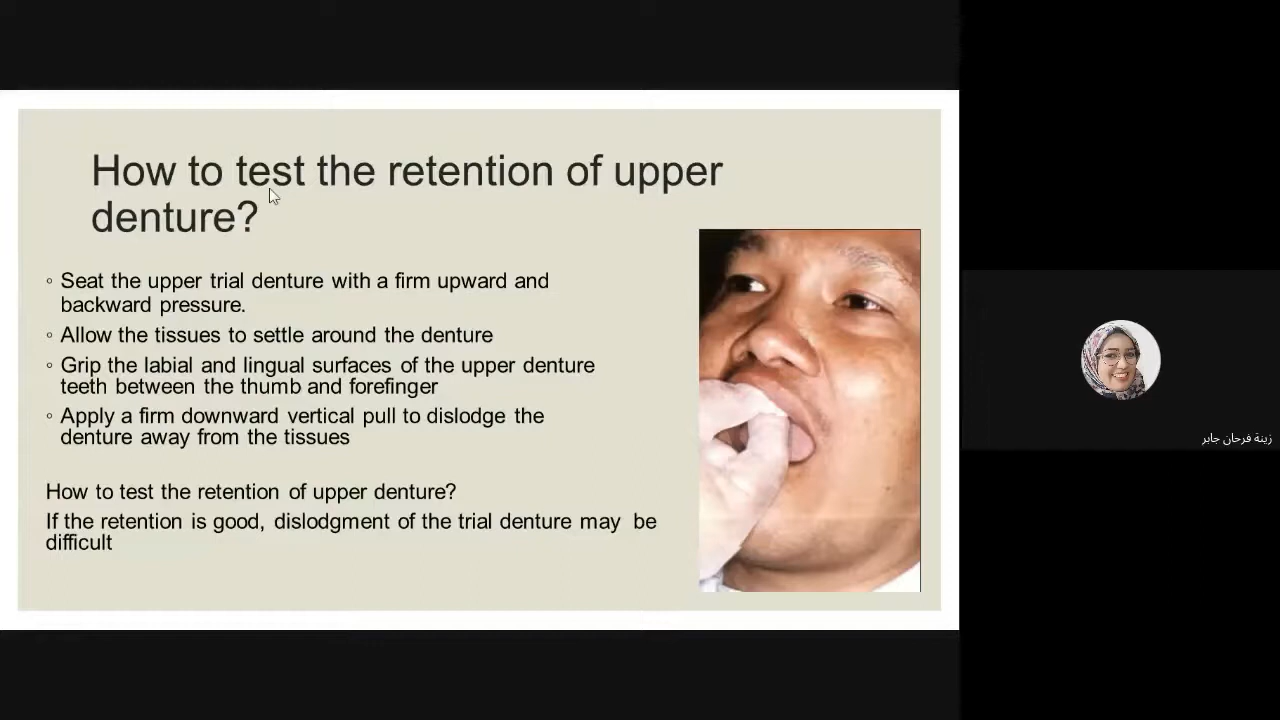 How to test the retention of upper
denture?
◦ Seat the upper trial denture with a firm upward and
backward pressure.
◦ Allow the tissues to settle around the denture
◦ Grip the labial and lingual surfaces of the upper denture
teeth between the thumb and forefinger
◦ Apply a firm downward vertical pull to dislodge the
denture away from the tissues
How to test the retention of upper denture?
If the retention is good, dislodgment of the trial denture may be
difficult
زينة فرحان جابر